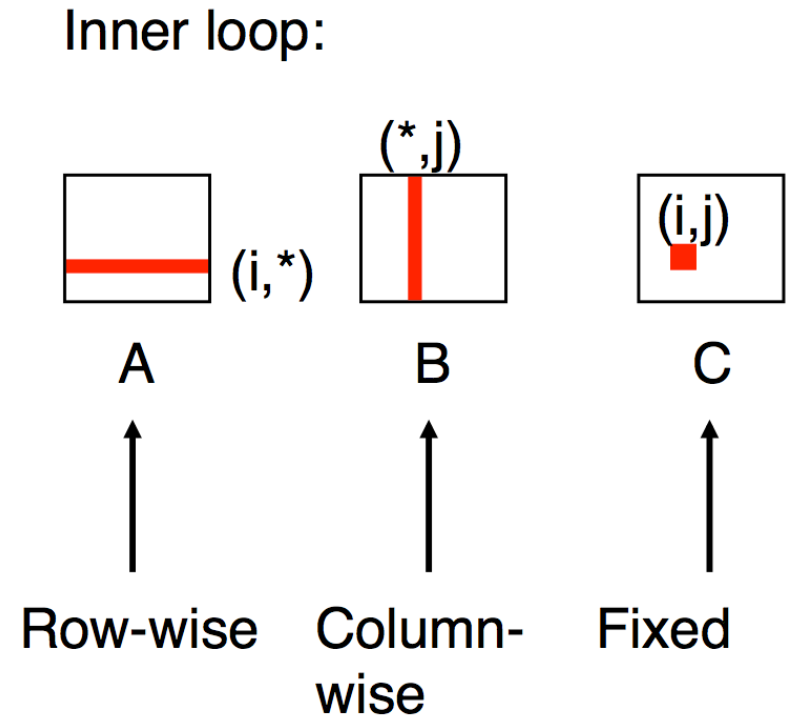 Inner loop:
(*,j)
(i,j)
(i,*)
A B C
Row-wise Column- Fixed
wise